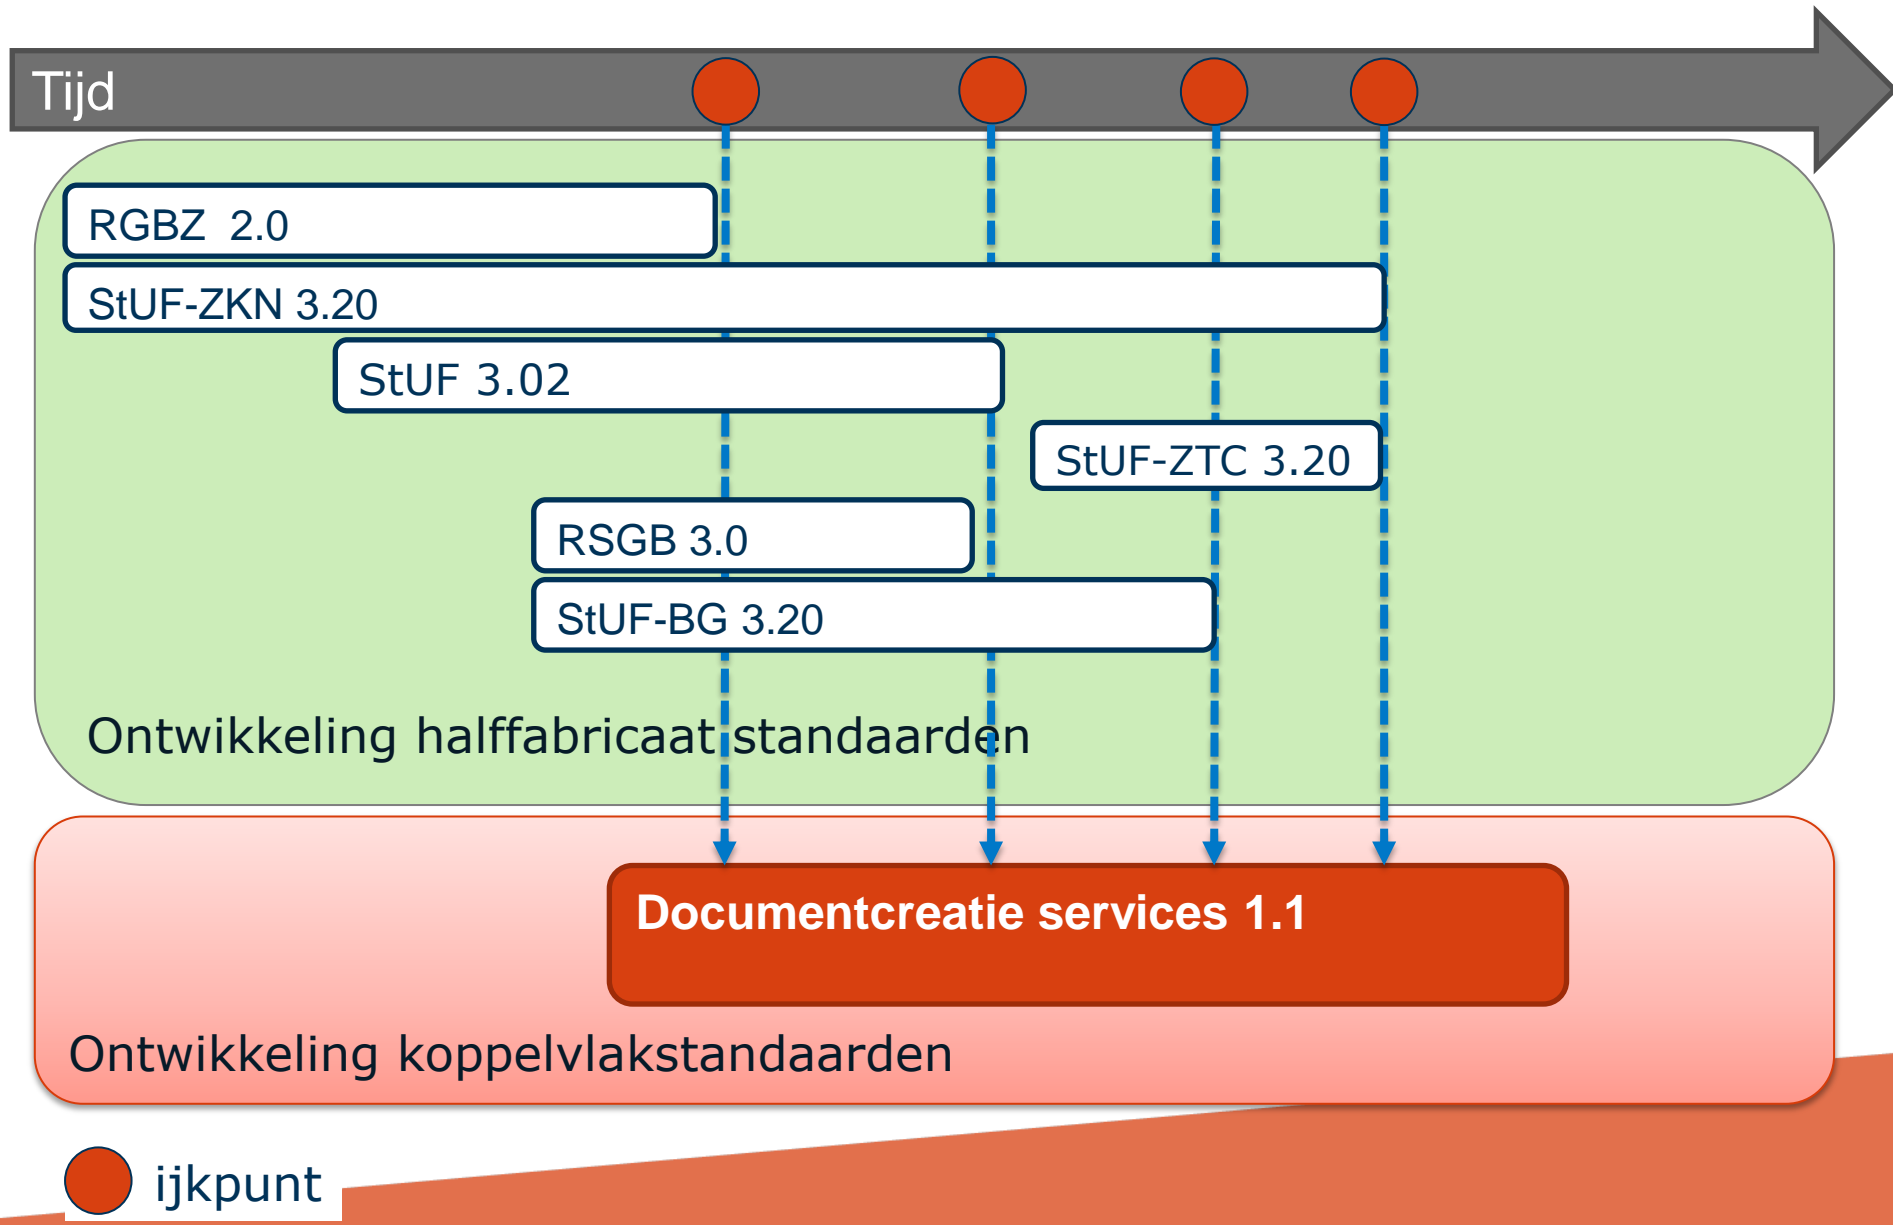 Tijd
RGBZ  2.0
StUF-ZKN 3.20
StUF 3.02
StUF-ZTC 3.20
RSGB 3.0
StUF-BG 3.20
Ontwikkeling halffabricaat standaarden
Documentcreatie services 1.1
Ontwikkeling koppelvlakstandaarden
ijkpunt